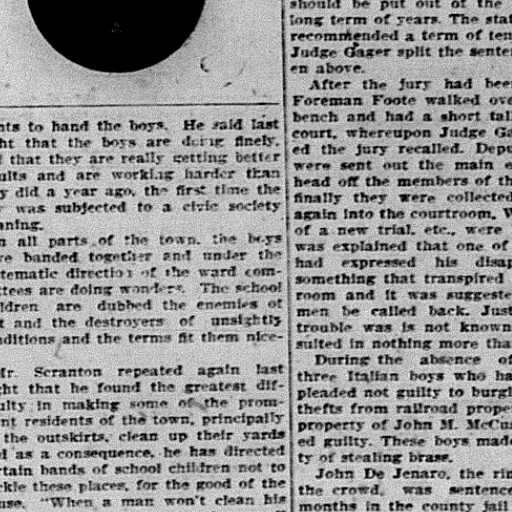 nts to hand the boys. He said last
ht that the boys are doing finely,
that they are really getting better
ults and are working harder than
y did a year ago, the first time the
was subjected to a civic society
aning.
n all parts of the town, the boys
re banded together and under the
tematic direction of the ward com-
ttees are doing wonders. The school
ldren are dubbed the enemies of
t and the destroyers of unsightly
nditions and the terms fit them nice-
fr. Scranton repeated again last
ht that he found the greatest dif-
ulty in making some of the prom-
nt residents of the town, principally
the outskirts, clean up their yards
d as a consequence, he has directed
rtain bands of school children not to
ckle these places, for the good of the
use. "When a man won't clean his
should be put out of the
long term of years. The stat
recommended a term of ten
Judge Gager split the senten
en above.
After the jury had been
Foreman Foote walked ove
bench and had a short tal
court, whereupon Judge Ga
ed the jury recalled. Depu
were sent out the main e
head off the members of th
finally they were collected
again into the courtroom. W
of a new trial, etc., were
was explained that one of
had expressed his disap
something that transpired
room and it was suggeste
men be called back. Just
trouble was is not known
sulted in nothing more tha
During the absence of
three Italian boys who ha
pleaded not guilty to burgl
thefts from railroad prope
property of John M. McCus
ed guilty. These boys made
ty of stealing brass.
John De Jenaro, the rin
the crowd, was sentence
months in the county jail